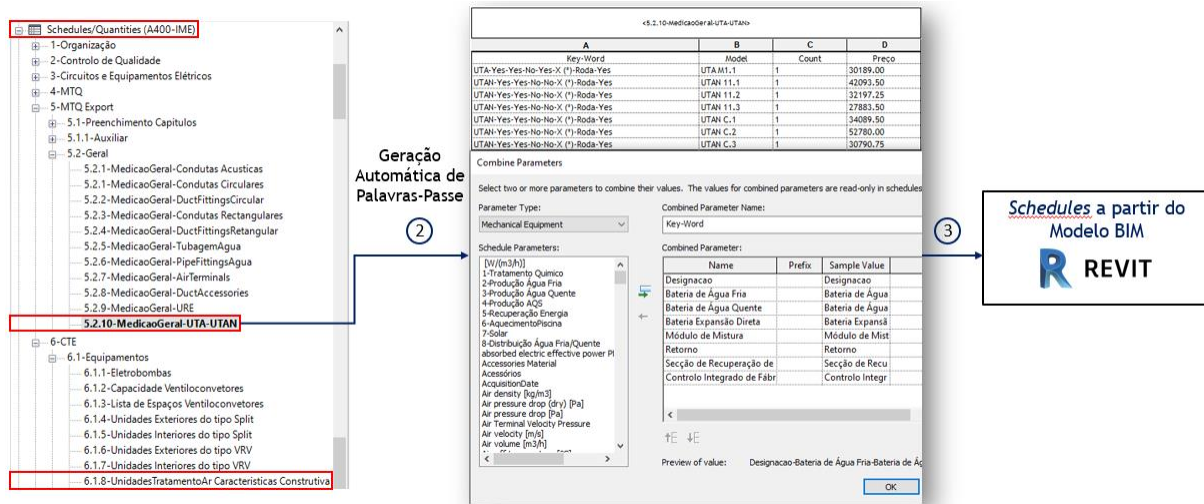 Schedules/Quantities (A400-IME)
1-Organização
2-Controlo de Qualidade
3-Circuitos e Equipamentos Elétricos
4-MTQ
5-MTQ Export
5.1-Preenchimento Capitulos
5.1.1-Auxiliar
5.2-Geral
5.2.1-MedicaoGeral-Condutas Acusticas
5.2.1-MedicaoGeral-Condutas Circulares
5.2.2-MedicaoGeral-DuctFittingsCircular
5.2.3-MedicaoGeral-Condutas Rectangulares
5.2.4-MedicaoGeral-DuctFittingsRetangular
5.2.5-MedicaoGeral-TubagemAgua
5.2.6-MedicaoGeral-PipeFittingsAgua
5.2.7-MedicaoGeral-AirTerminals
5.2.8-MedicaoGeral-DuctAccessories
5.2.9-MedicaoGeral-URE
5.2.10-MedicaoGeral-UTA-UTAN
6-CTE
6.1-Equipamentos
6.1.1-Eletrobombas
6.1.2-Capacidade Ventiloconvetores
6.1.3-Lista de Espaços Ventiloconvetores
6.1.4-Unidades Exteriores do tipo Split
6.1.5-Unidades Interiores do tipo Split
6.1.6-Unidades Exteriores do tipo VRV
6.1.7-Unidades Interiores do tipo VRV
6.1.8-UnidadesTratamentoAr Caracteristicas Construtiva
Geração
Automática de
Palavras-Passe
2
<5.2.10-MedicaoGeral-UTA-UTAN>
A B C D
Key-Word Model Count Preço
UTA-Yes-Yes-No-Yes-X (*)-Roda-Yes UTA M1.1 1 30189.00
UTAN-Yes-Yes-No-No-X (*)-Roda-Yes UTAN 11.1 1 42093.50
UTAN-Yes-Yes-No-No-X (*)-Roda-Yes UTAN 11.2 1 32197.25
UTAN-Yes-Yes-No-No-X (*)-Roda-Yes UTAN 11.3 1 27883.50
UTAN-Yes-Yes-No-No-X (*)-Roda-Yes UTAN C.1 1 34089.50
UTAN-Yes-Yes-No-No-X (*)-Roda-Yes UTAN C.2 1 52780.00
UTAN-Yes-Yes-No-No-X (*)-Roda-Yes UTAN C.3 1 30790.75
Combine Parameters
Select two or more parameters to combine their values. The values for combined parameters are read-only in schedules
Parameter Type:
Mechanical Equipment
Schedule Parameters:
[W/(m3/h)]
1-Tratamento Quimico
2-Produção Água Fria
3-Produção Água Quente
4-Produção AQS
5-Recuperação Energia
6-AquecimentoPiscina
7-Solar
8-Distribuição Água Fria/Quente
absorbed electric effective power Pl
Accessories Material
Acessórios
AcquisitionDate
Air density [kg/m3]
Air pressure drop (dry) [Pa]
Air pressure drop [Pa]
Air Terminal Velocity Pressure
Air velocity [m/s]
Air volume [m3/h]
Combined Parameter Name:
Key-Word
Combined Parameter:
Name Prefix Sample Value
Designacao Designacao
Bateria de Água Fria Bateria de Água
Bateria de Água Quente Bateria de Água
Bateria Expansão Direta Bateria Expansã
Módulo de Mistura Módulo de Mist
Retorno Retorno
Secção de Recuperação de Secção de Recu
Controlo Integrado de Fábr Controlo Integr
Preview of value: Designacao-Bateria de Água Fria-Bateria de Ág
OK
3
Schedules a partir do
Modelo BIM
R REVIT